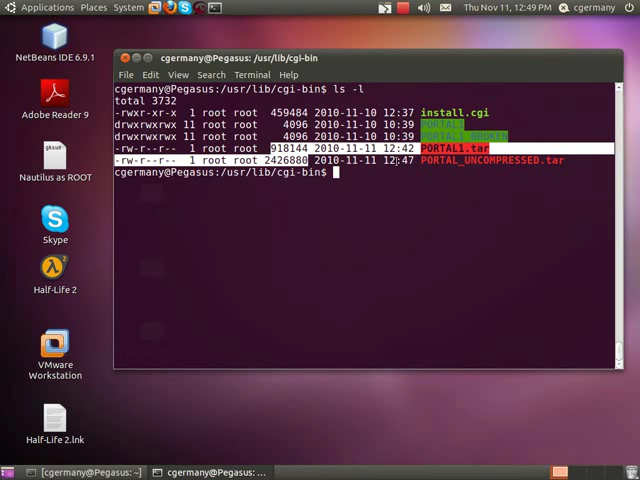 Applications Places System
Thu Nov 11, 12:49 PM
cgermany
NetBeans IDE 6.9.1
Adobe Reader 9
gksud
Nautilus as ROOT
Skype
Half-Life 2
VMware
Workstation
Half-Life 2.lnk
cgermany@Pegasus: /usr/lib/cgi-bin
File Edit View Search Terminal Help
cgermany@Pegasus:/usr/lib/cgi-bin$ ls -l
total 3732
-rwxr-xr-x 1 root root 459484 2010-11-10 12:37 install.cgi
drwxrwxrwx 11 root root 4096 2010-11-10 10:39 PORTAL1
drwxrwxrwx 11 root root 4096 2010-11-10 10:39 PORTAL1_BROKEN
-rw-r--r-- 1 root root 918144 2010-11-11 12:42 PORTAL1.tar
-rw-r--r-- 1 root root 2426880 2010-11-11 12:47 PORTAL_UNCOMPRESSED.tar
cgermany@Pegasus:/usr/lib/cgi-bin$
[cgermany@Pegasus: ~]
cgermany@Pegasus: ...